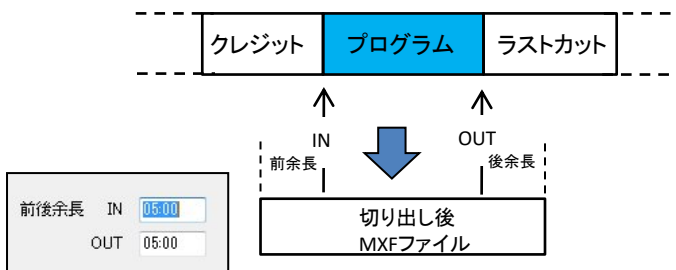 クレジット プログラム ラストカット
IN OUT
前余長 後余長
前後余長 IN 05:00
OUT 05:00
切り出し後
MXFファイル